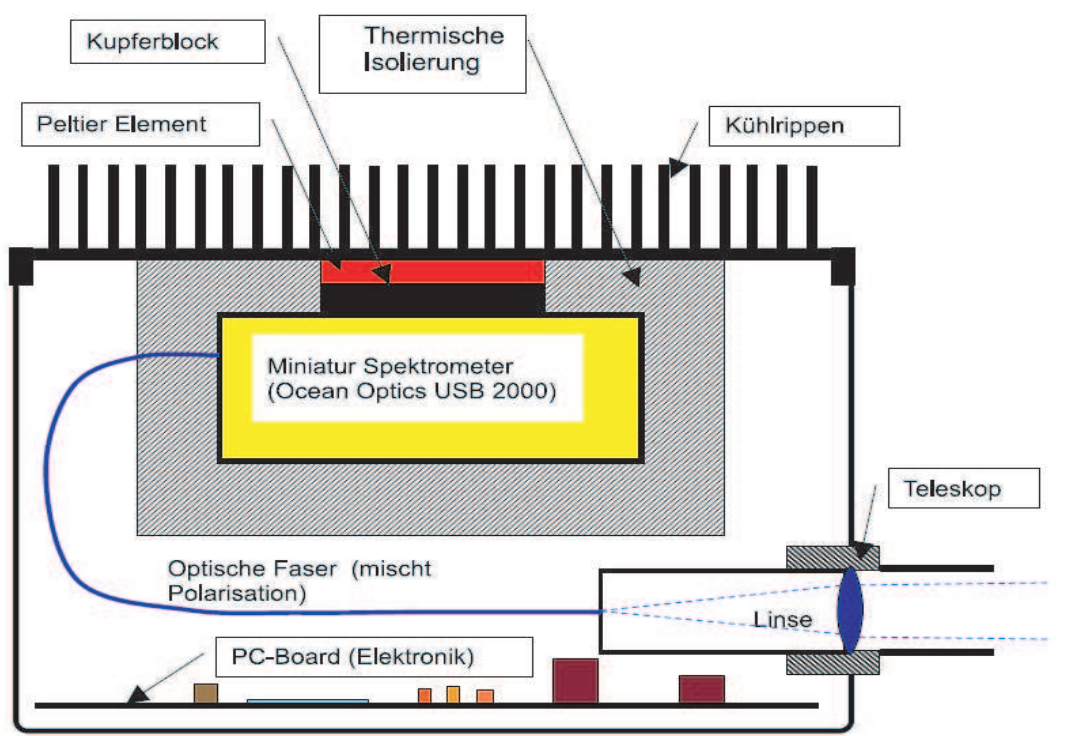 Kupferblock
Thermische
Isolierung
Peltier Element
Kühlrippen
Miniatur Spektrometer
(Ocean Optics USB 2000)
Teleskop
Optische Faser (mischt
Polarisation)
Linse
PC-Board (Elektronik)